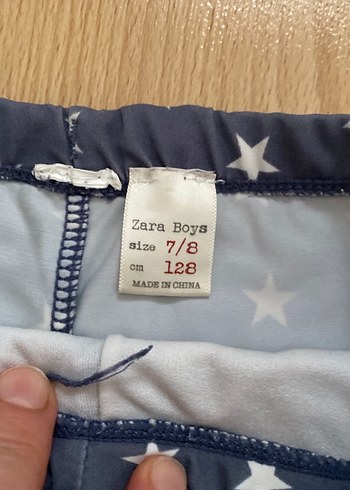 Zara Boys
size 7/8
cm 128
MADE IN CHINA